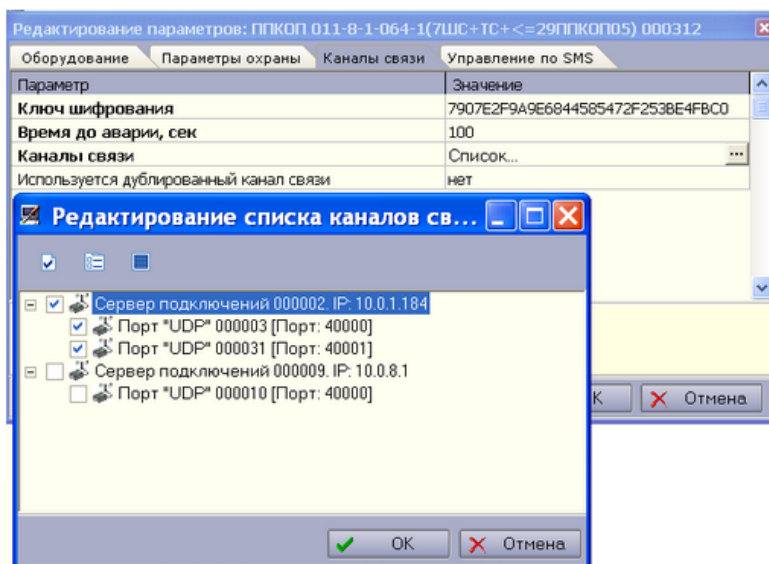 Редактирование параметров: ППКОП 011-8-1-064-1(7ШС+ТС+<=29ППКОП05) 000312
Оборудование Параметры охраны Каналы связи Управление по SMS
Параметр Значение
Ключ шифрования 7907E2F9A9E6844585472F253BE4FBC0
Время до аварии, сек 100
Каналы связи Список... ...
Используется дублированный канал связи нет
Редактирование списка каналов св...
Сервер подключений 000002. IP: 10.0.1.184
Порт "UDP" 000003 [Порт: 40000]
Порт "UDP" 000031 [Порт: 40001]
Сервер подключений 000009. IP: 10.0.8.1
Порт "UDP" 000010 [Порт: 40000]
К Отмена
OK Отмена